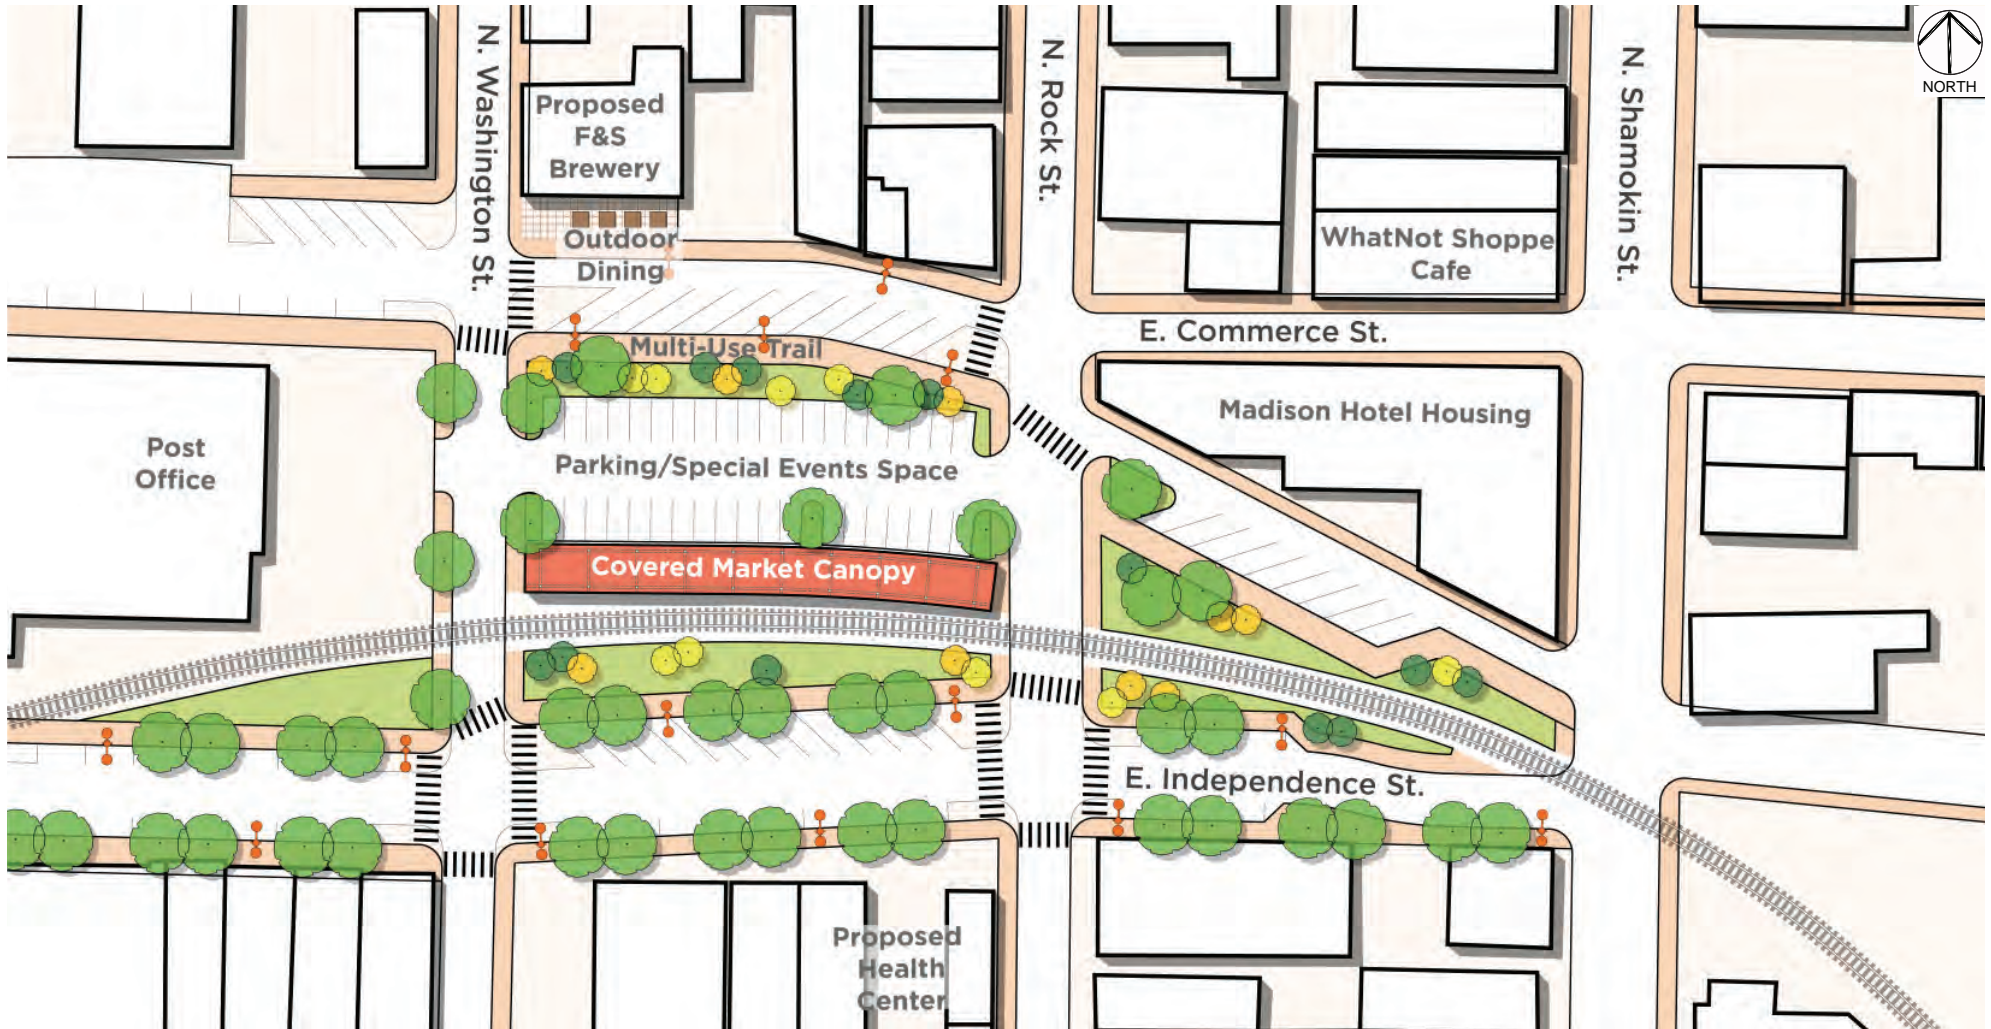 N. Washington St.
N. Rock St.
N. Shamokin St.
NORTH
Proposed
F&S
Brewery
Outdoor
Dining
WhatNot Shoppe
Cafe
E. Commerce St.
Multi-Use Trail
Madison Hotel Housing
Post
Office
Parking/Special Events Space
Covered Market Canopy
E. Independence St.
Proposed
Health
Center